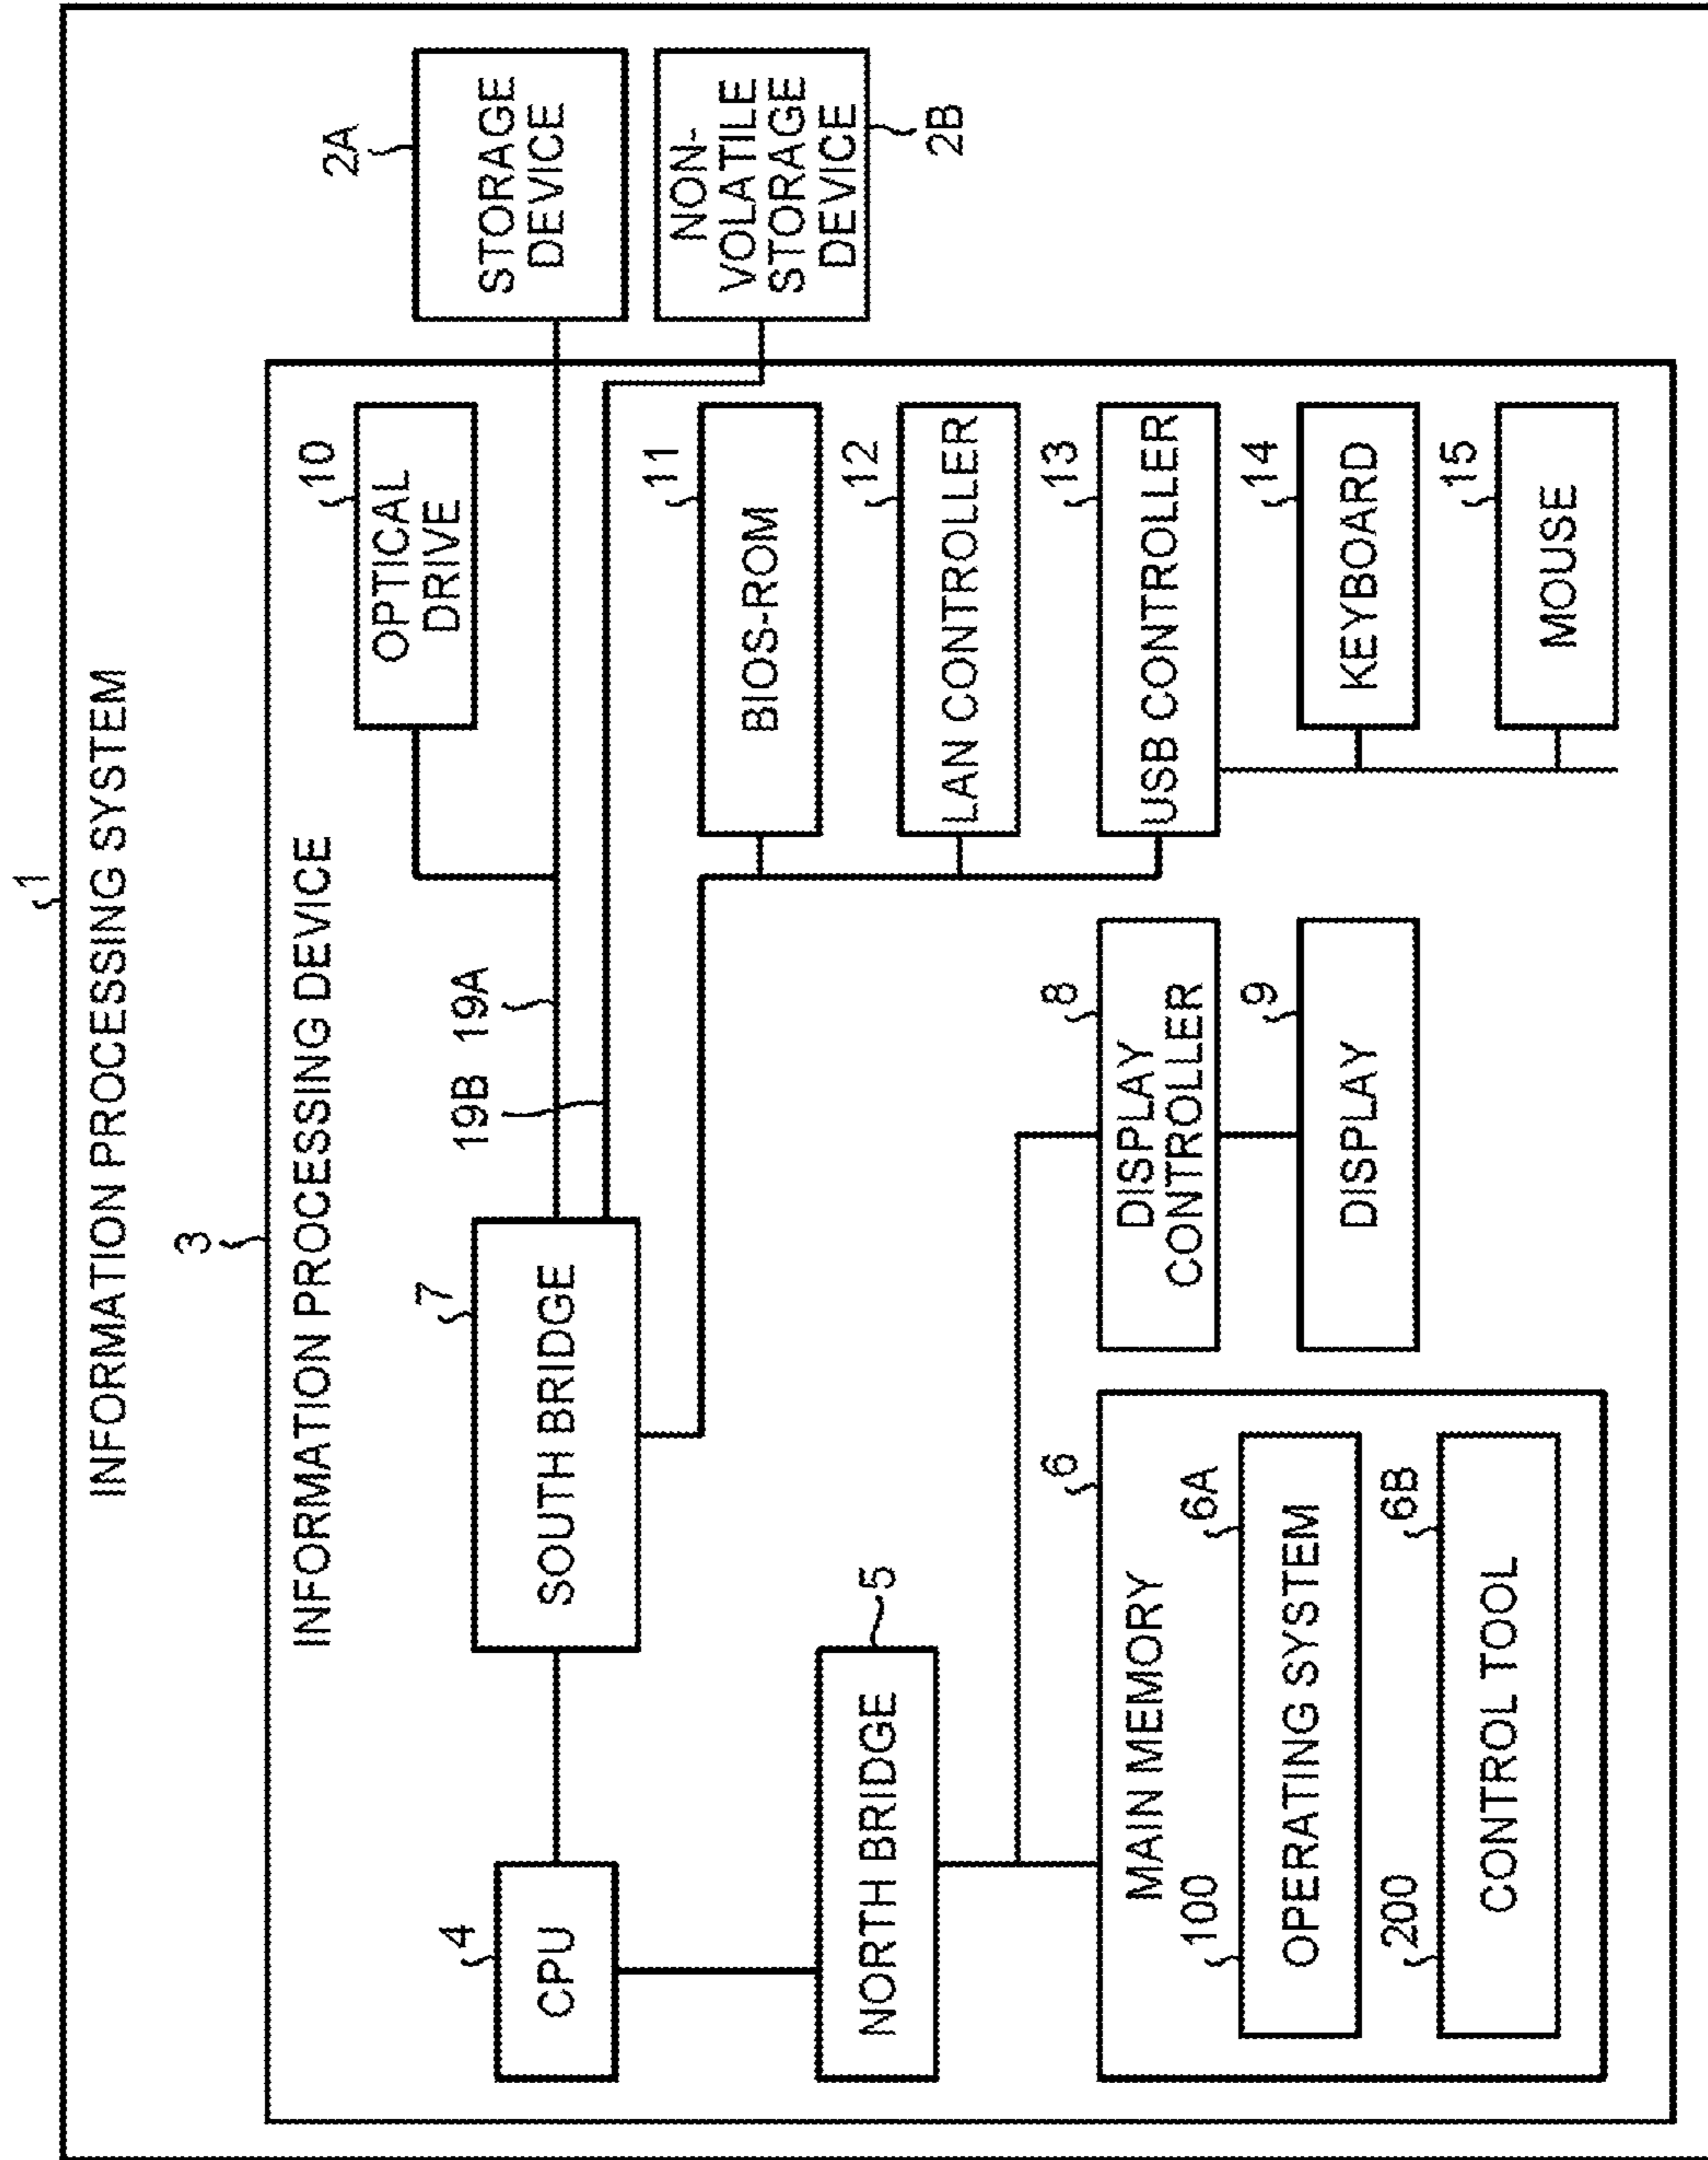 1
INFORMATION PROCESSING SYSTEM
3
INFORMATION PROCESSING DEVICE
4
CPU
7
SOUTH BRIDGE
19B
19A
10
OPTICAL
DRIVE
2A
STORAGE
DEVICE
NON-
VOLATILE
STORAGE
DEVICE
2B
5
NORTH BRIDGE
11
BIOS-ROM
12
LAN CONTROLLER
13
USB CONTROLLER
14
KEYBOARD
15
MOUSE
8
DISPLAY
CONTROLLER
9
DISPLAY
6
MAIN MEMORY
100
6A
OPERATING SYSTEM
200
6B
CONTROL TOOL